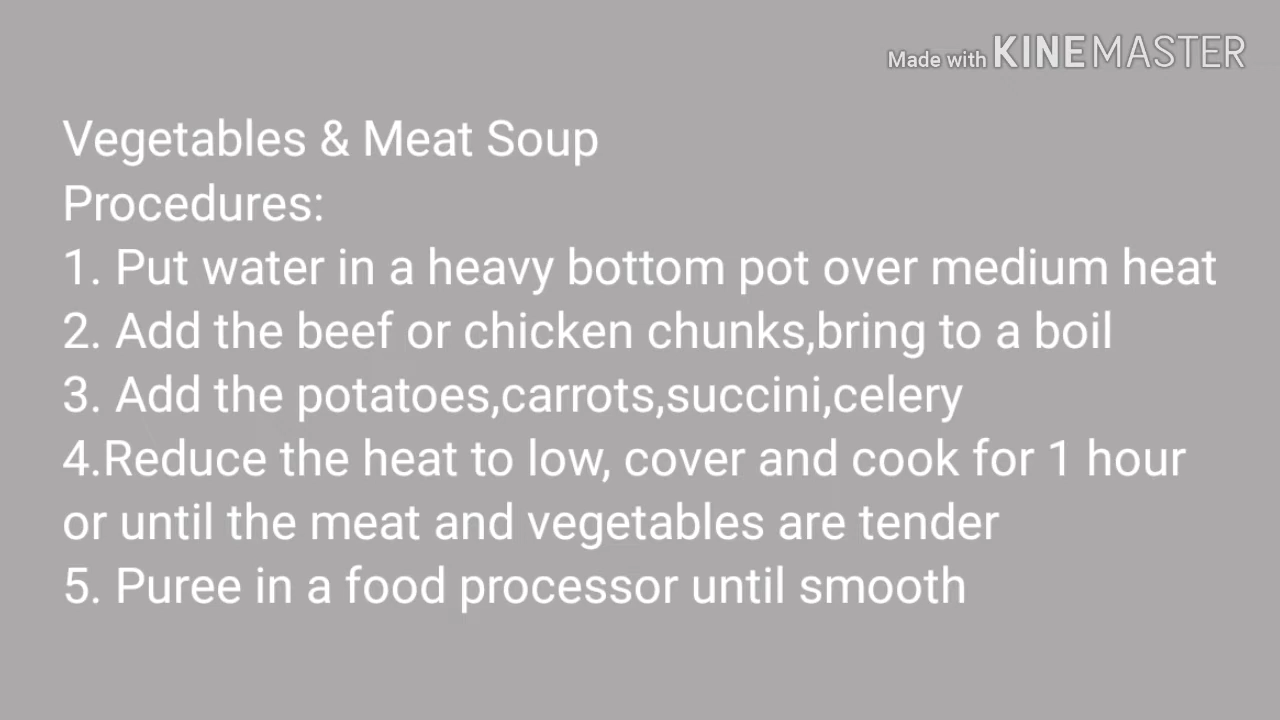 Made with KINEMASTER
Vegetables & Meat Soup
Procedures:
1. Put water in a heavy bottom pot over medium heat
2. Add the beef or chicken chunks,bring to a boil
3. Add the potatoes,carrots,succini,celery
4.Reduce the heat to low, cover and cook for 1 hour
or until the meat and vegetables are tender
5. Puree in a food processor until smooth